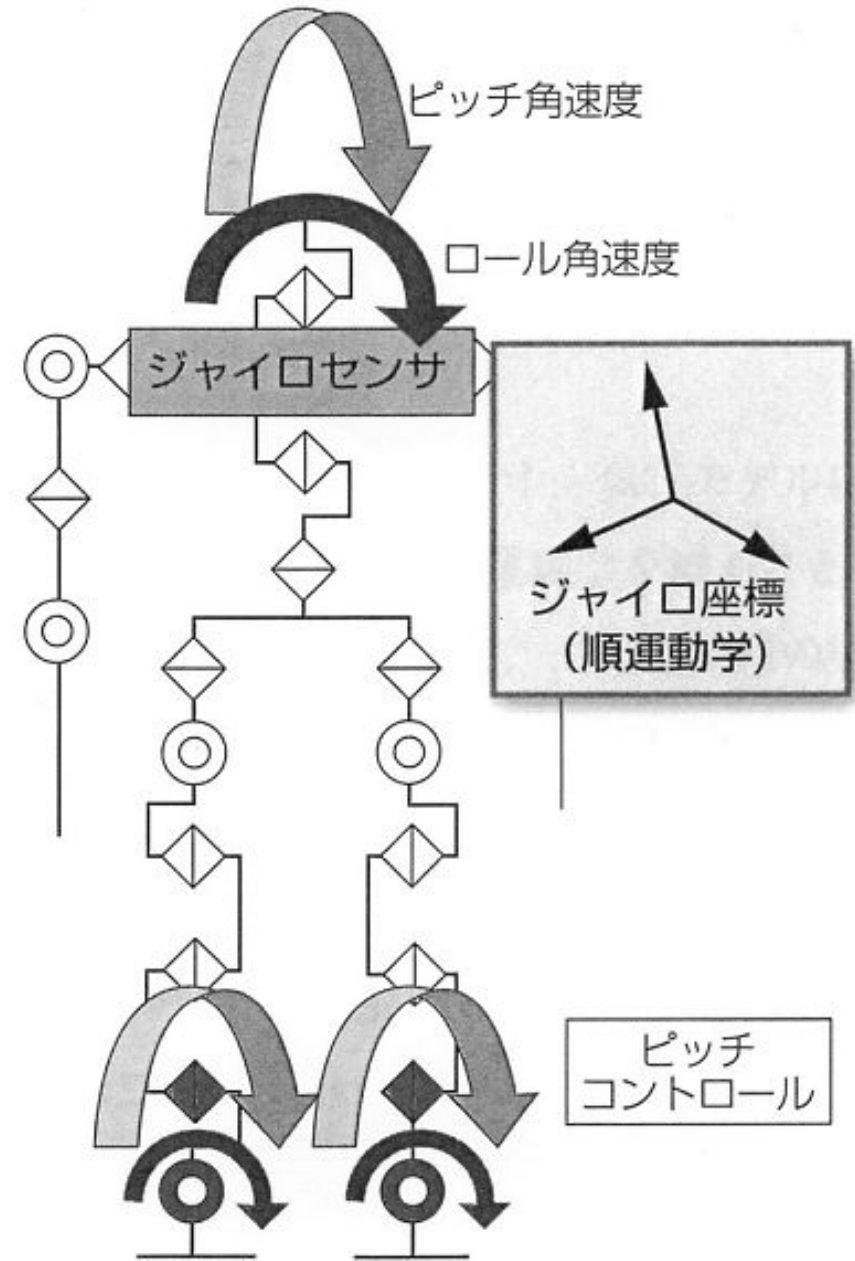 ピッチ角速度
ロール角速度
ジャイロセンサ
ジャイロ座標
(順運動学)
ピッチ
コントロール